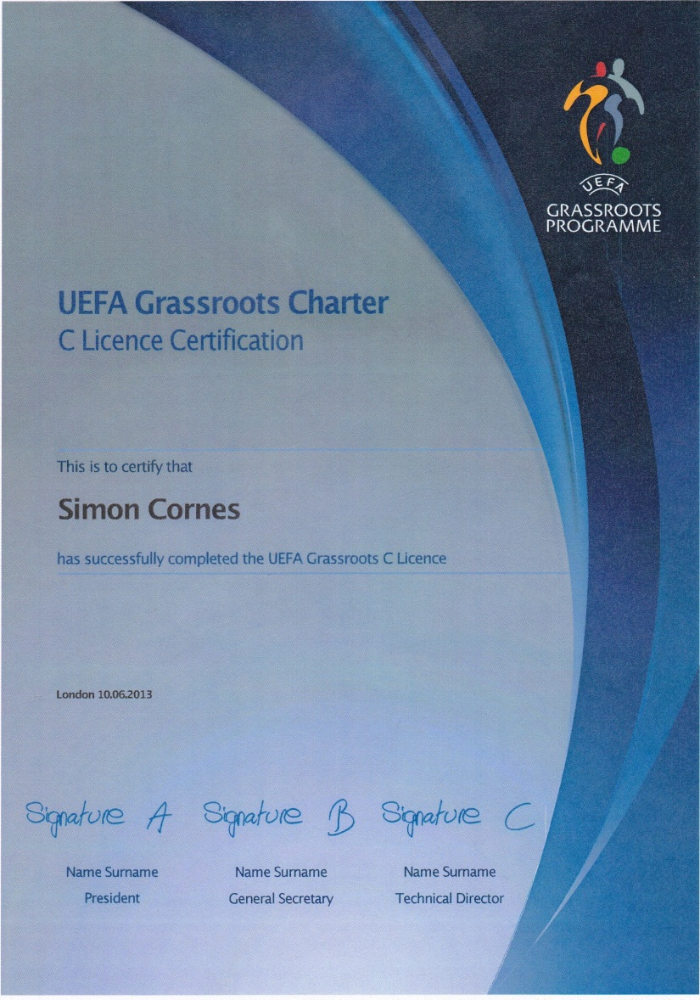 UEFA
GRASSROOTS
PROGRAMME
UEFA Grassroots Charter
C Licence Certification
This is to certify that
Simon Cornes
has successfully completed the UEFA Grassroots C Licence
London 10.06.2013
Signature A Signature B Signature C
Name Surname Name Surname Name Surname
President General Secretary Technical Director